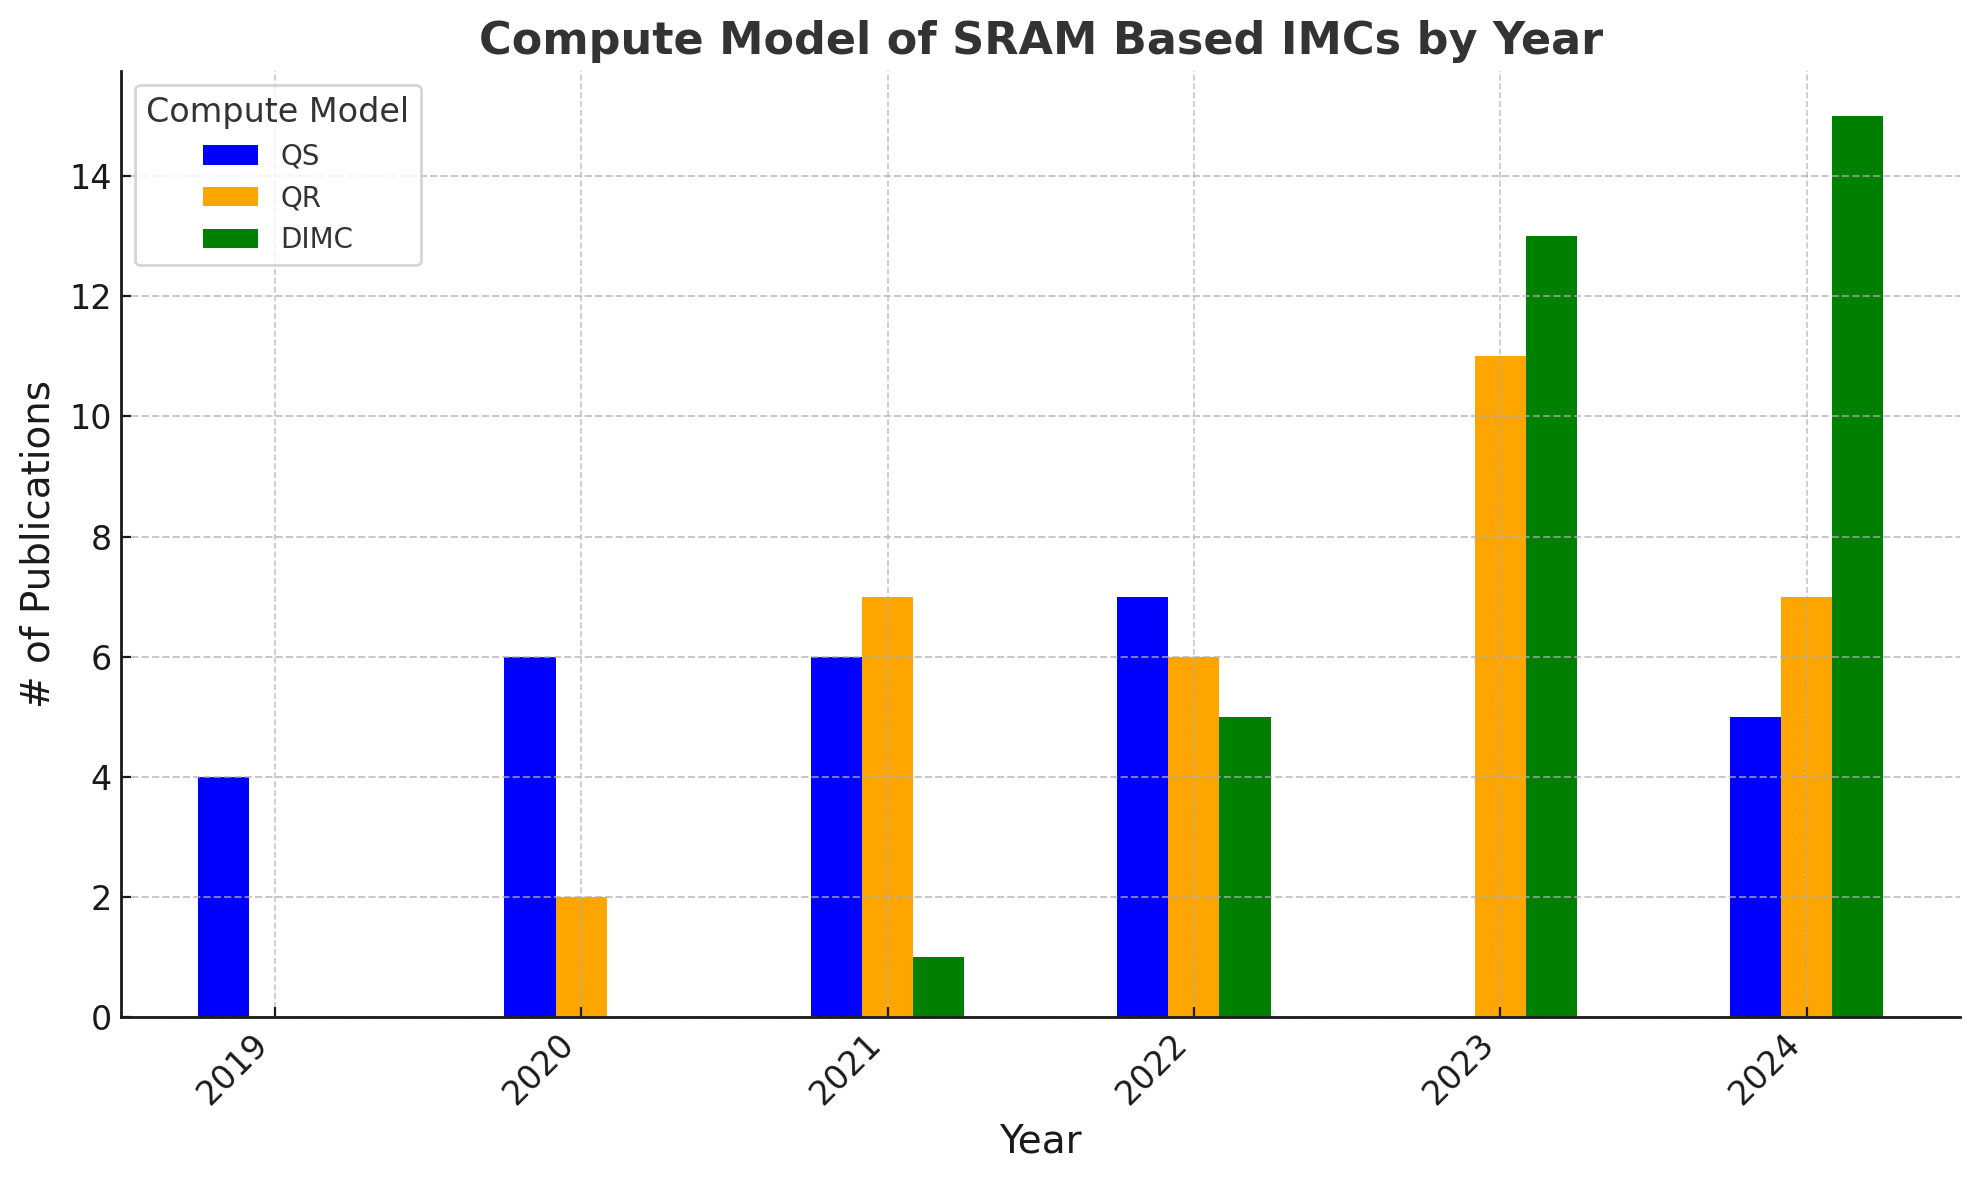 Compute Model of SRAM Based IMCs by Year
Compute Model
QS
QR
DIMC
# of Publications
14
12
10
8
6
4
2
0
2019
2020
2021
2022
2023
2024
Year